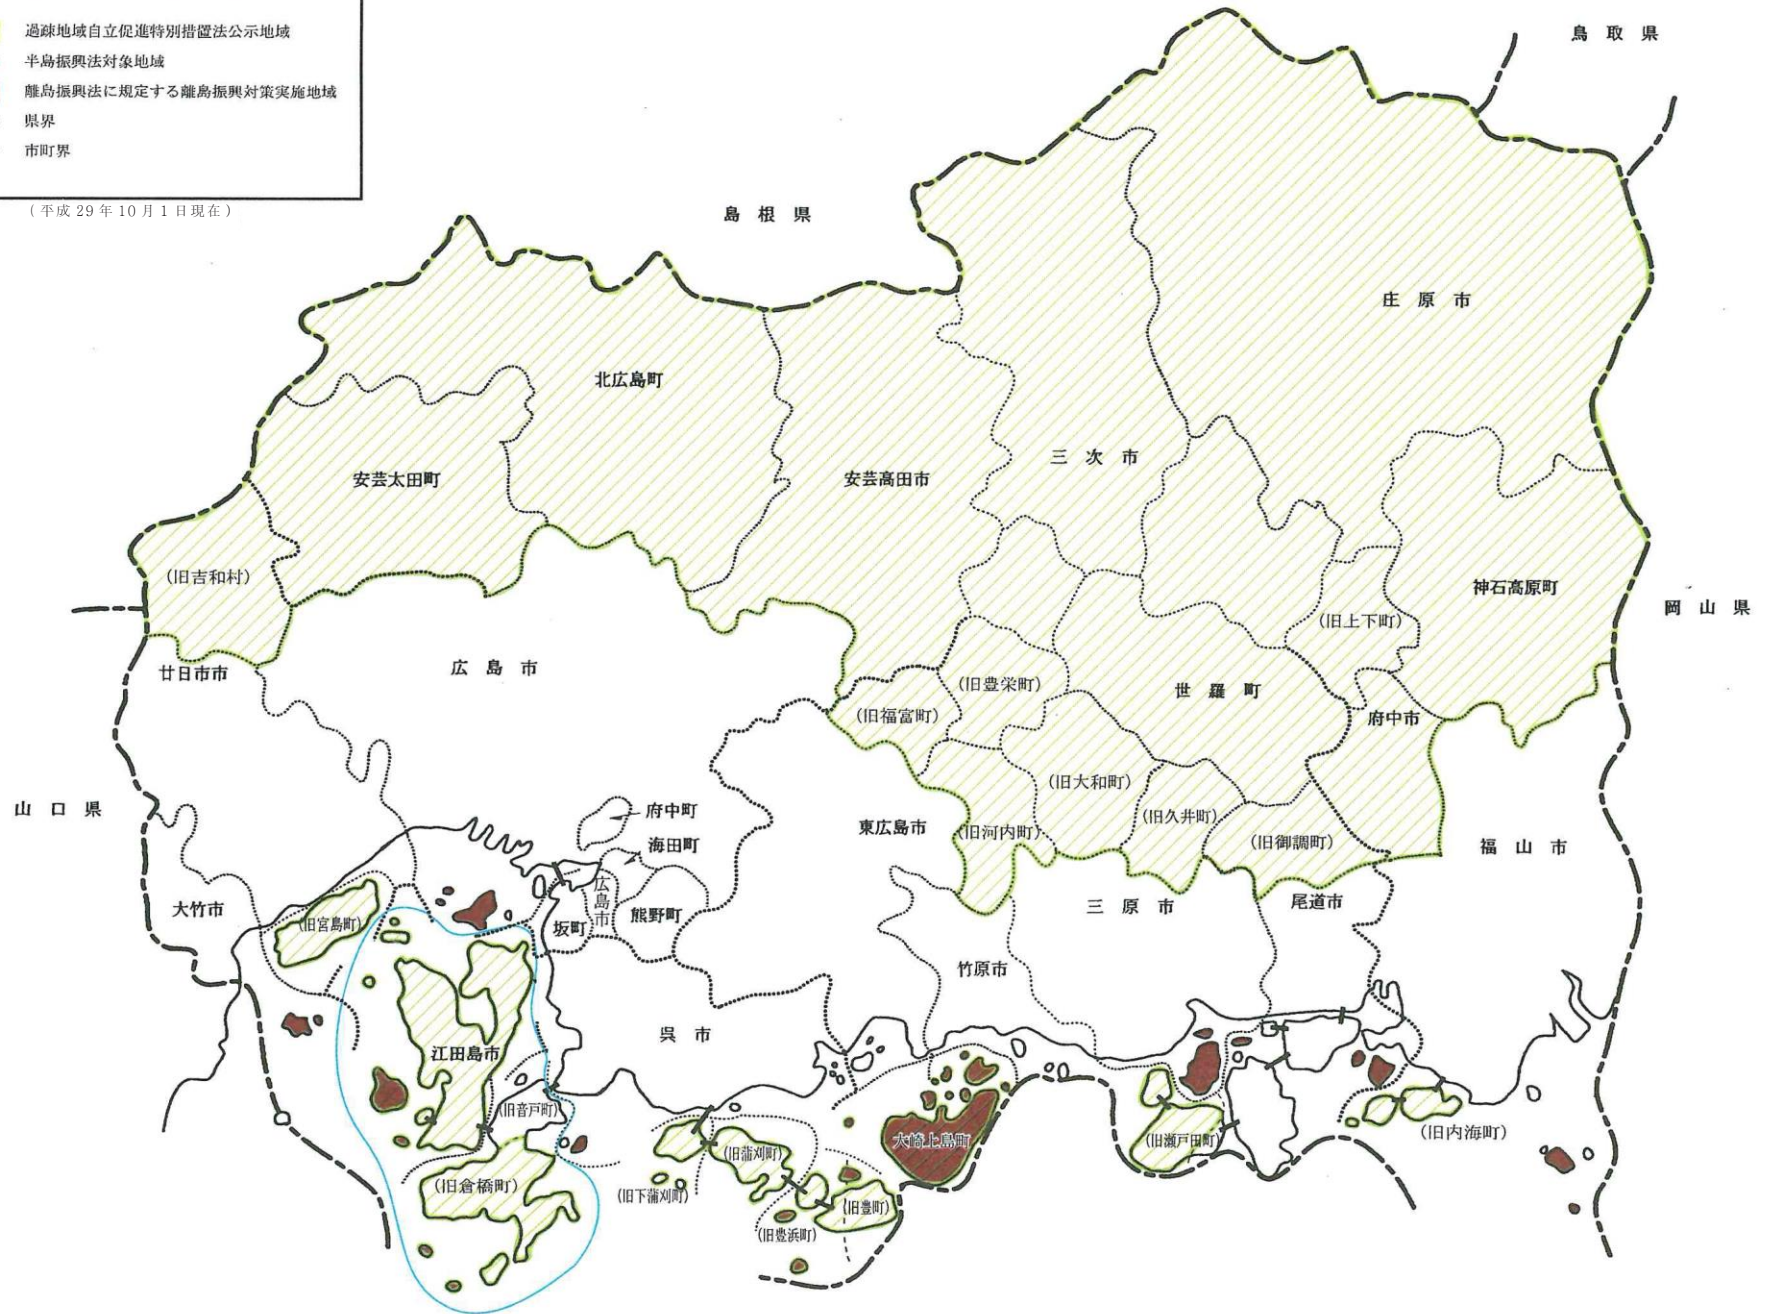 過疎地域自立促進特別措置法公示地域
半島振興法対象地域
離島振興法に規定する離島振興対策実施地域
県界
市町界
(平成29年10月1日現在)
鳥取県
島根県
庄原市
北広島町
三次市
安芸太田町
安芸高田市
(旧吉和村)
神石高原町
岡山県
(旧上下町)
廿日市市
広島市
(旧豊栄町)
世羅町
(旧福富町)
府中市
(旧大和町)
山口県
府中町
(旧久井町)
東広島市
(旧河内町)
海田町
(旧御調町)
福山市
広島市
大竹市
(旧宮島町)
坂町
熊野町
三原市
尾道市
竹原市
呉市
江田島市
(旧音戸町)
大崎上島町
(旧瀬戸田町)
(旧内海町)
(旧蒲刈町)
(旧倉橋町)
(旧下蒲刈町)
(旧豊町)
(旧豊浜町)